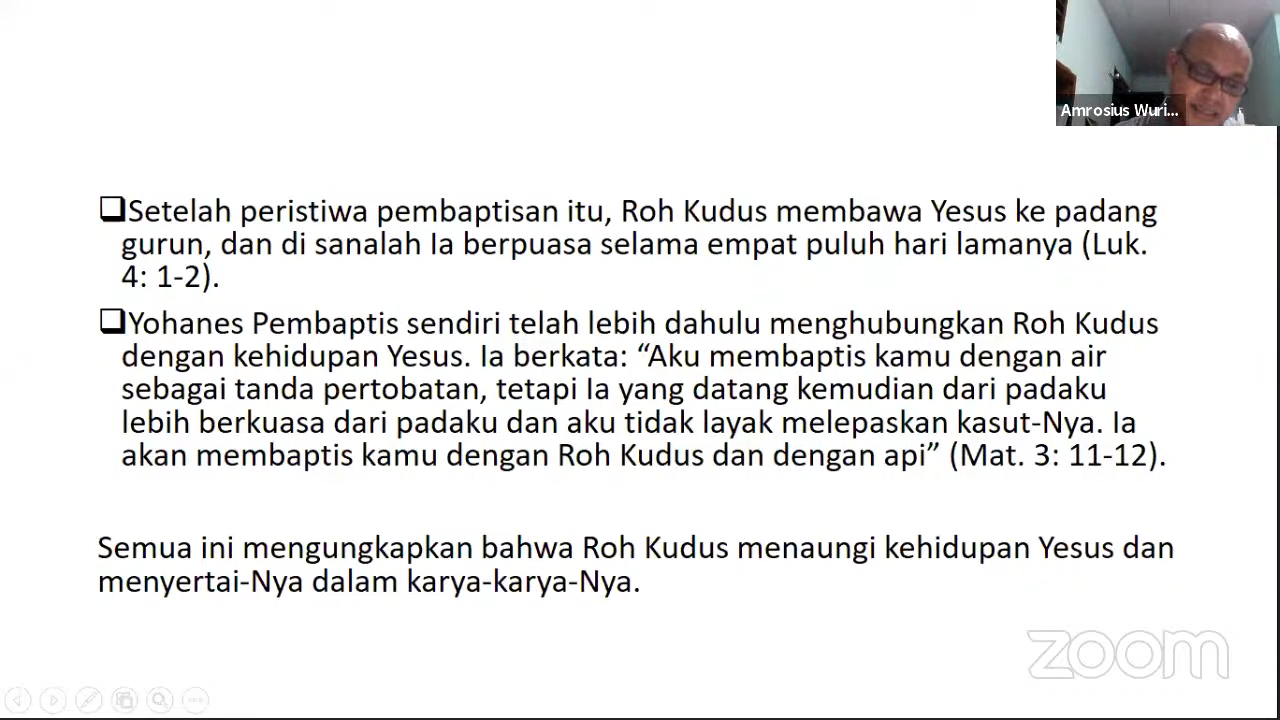 Amrosius Wuri...
❑Setelah peristiwa pembaptisan itu, Roh Kudus membawa Yesus ke padang
gurun, dan di sanalah Ia berpuasa selama empat puluh hari lamanya (Luk.
4: 1-2).
❑Yohanes Pembaptis sendiri telah lebih dahulu menghubungkan Roh Kudus
dengan kehidupan Yesus. Ia berkata: “Aku membaptis kamu dengan air
sebagai tanda pertobatan, tetapi Ia yang datang kemudian dari padaku
lebih berkuasa dari padaku dan aku tidak layak melepaskan kasut-Nya. Ia
akan membaptis kamu dengan Roh Kudus dan dengan api” (Mat. 3: 11-12).
Semua ini mengungkapkan bahwa Roh Kudus menaungi kehidupan Yesus dan
menyertai-Nya dalam karya-karya-Nya.
zoom